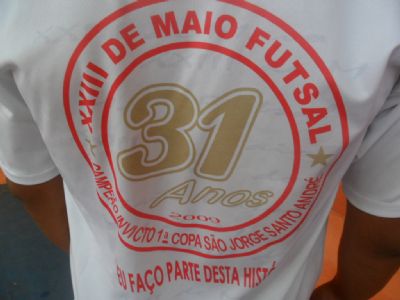 XXIII DE MAIO FUTSAL
31
Anos
2009
CAMPEÃO INVICTO 1ª COPA SÃO JORGE SANTO ANDRÉ
EU FAÇO PARTE DESTA